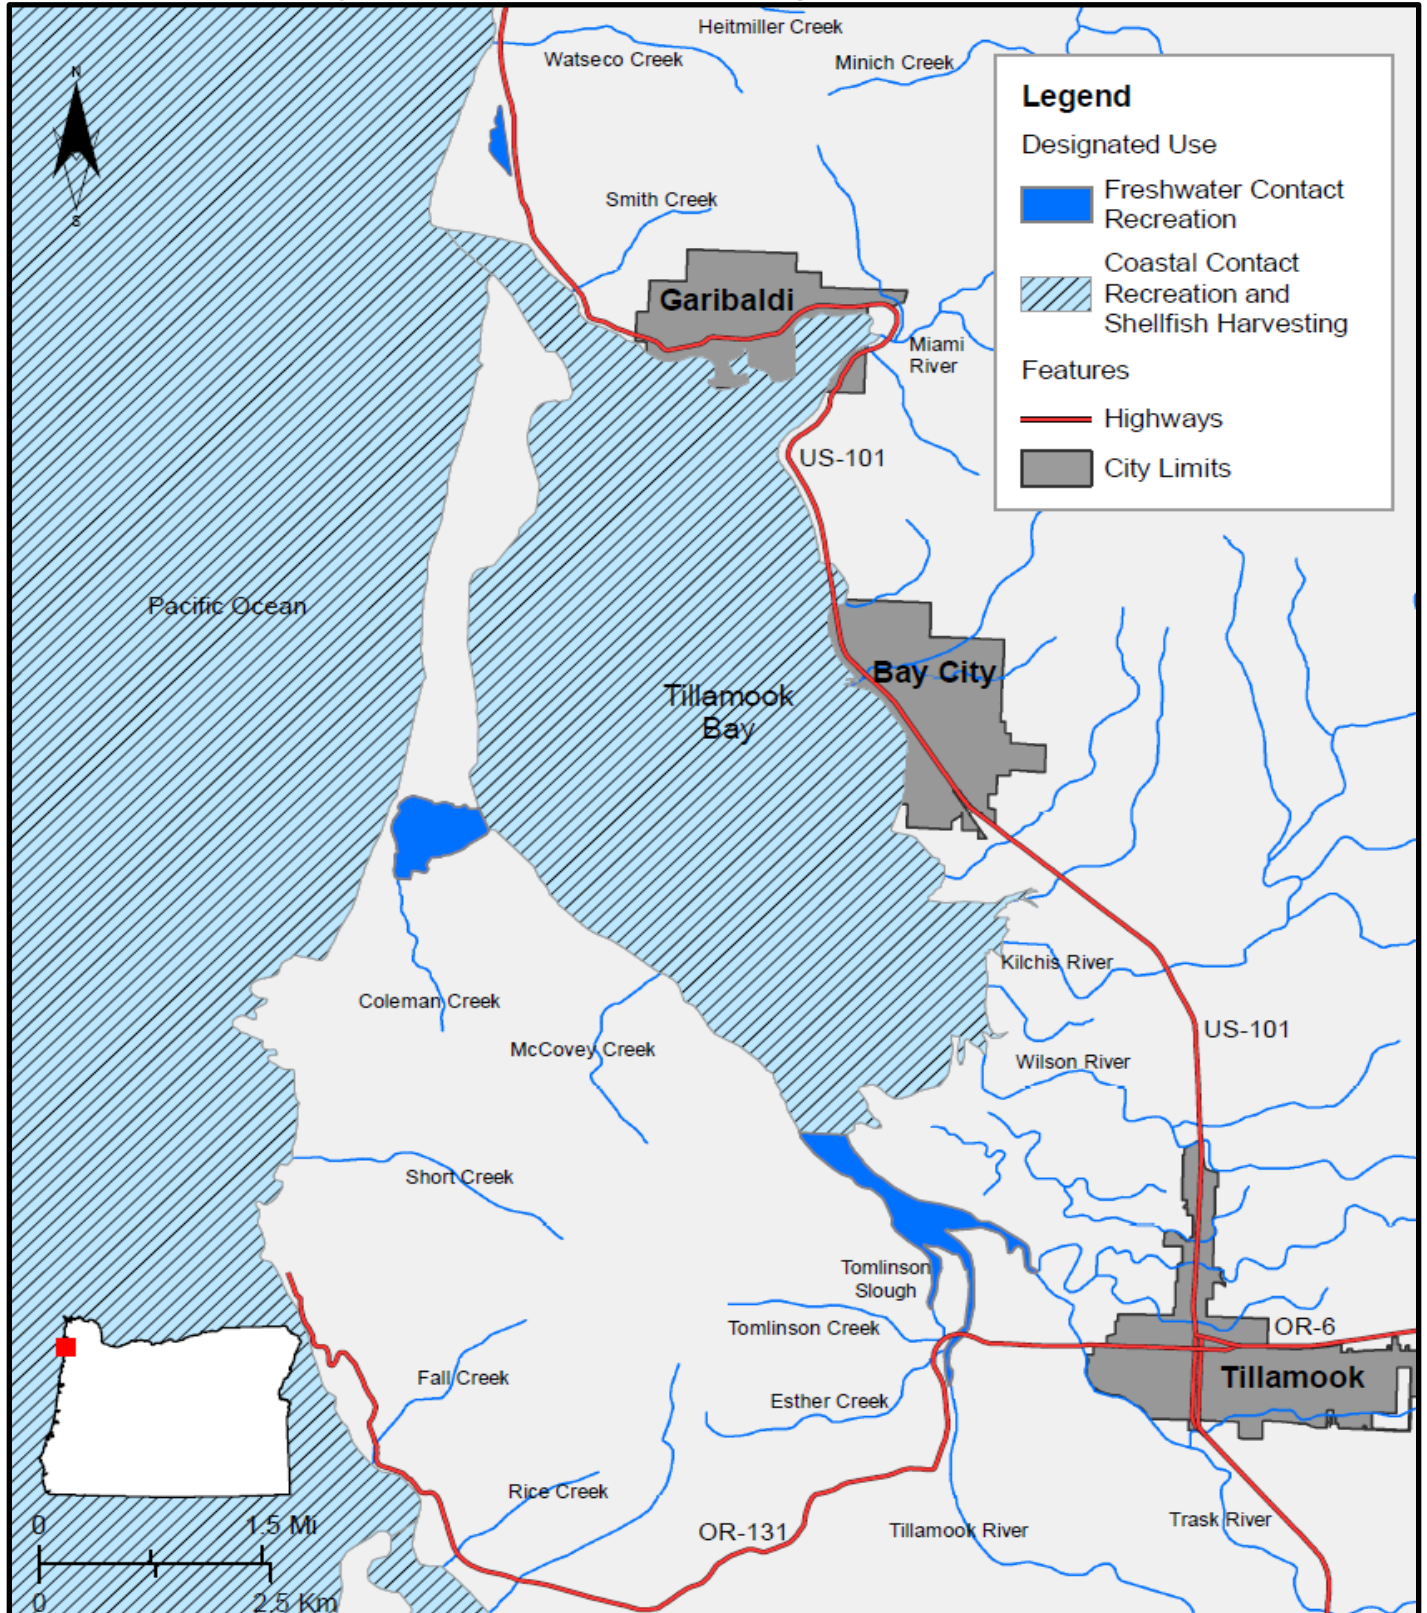 Heitmiller Creek
Watseco Creek
Minich Creek
N
S
Legend
Designated Use
Freshwater Contact
Recreation
Coastal Contact
Recreation and
Shellfish Harvesting
Features
Highways
City Limits
Smith Creek
Garibaldi
Miami
River
US-101
Pacific Ocean
Bay City
Tillamook
Bay
Kilchis River
Coleman Creek
US-101
McCovey Creek
Wilson River
Short Creek
Tomlinson
Slough
Tomlinson Creek
OR-6
Fall Creek
Tillamook
Esther Creek
Rice Creek
OR-131
Tillamook River
Trask River
0
1.5 Mi
0
2.5 Km